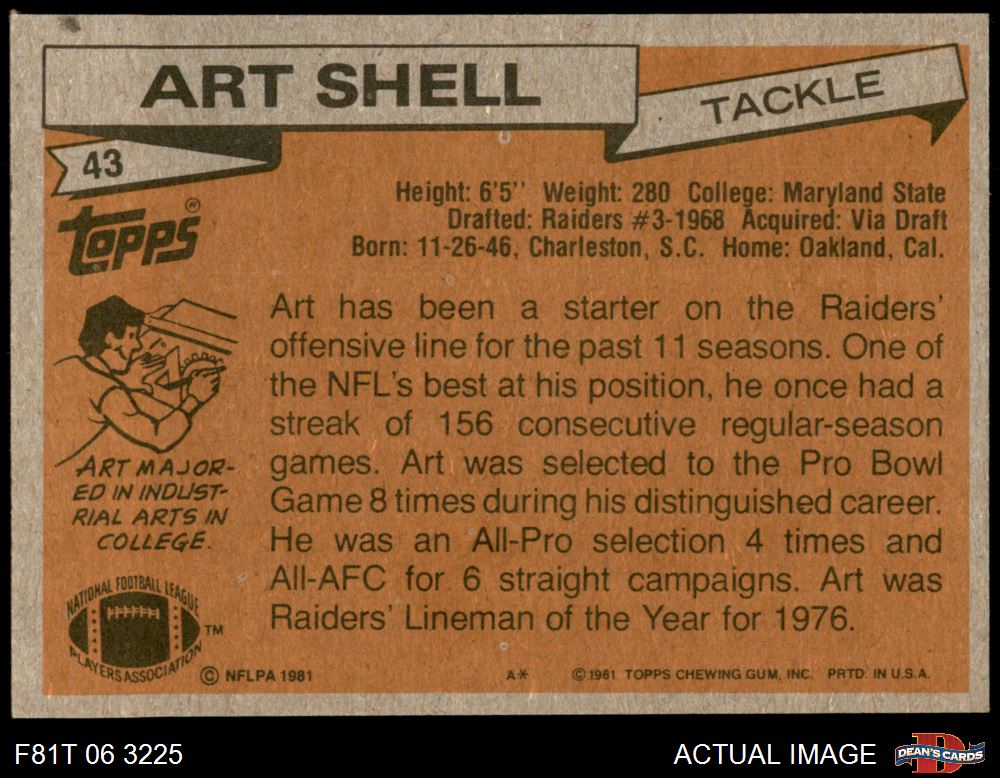 ART SHELL
TACKLE
43
TOPPS®
Height: 6'5'' Weight: 280 College: Maryland State
Drafted: Raiders #3-1968 Acquired: Via Draft
Born: 11-26-46, Charleston, S.C. Home: Oakland, Cal.
Art has been a starter on the Raiders'
offensive line for the past 11 seasons. One of
the NFL's best at his position, he once had a
streak of 156 consecutive regular-season
games. Art was selected to the Pro Bowl
Game 8 times during his distinguished career.
He was an All-Pro selection 4 times and
All-AFC for 6 straight campaigns. Art was
Raiders' Lineman of the Year for 1976.
ART MAJOR-
ED IN INDUST-
RIAL ARTS IN
COLLEGE.
NATIONAL FOOTBALL LEAGUE
PLAYERS ASSOCIATION
TM
© NFLPA 1981
A*
©1981 TOPPS CHEWING GUM, INC. PRTD. IN U.S.A.
F81T 06 3225
ACTUAL IMAGE
D
DEAN'S CARDS